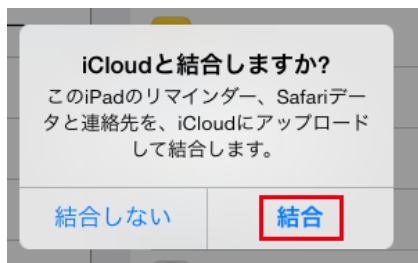 iCloudと結合しますか?
このiPadのリマインダー、Safariデー
タと連絡先を、iCloudにアップロード
して結合します。
結合しない
結合